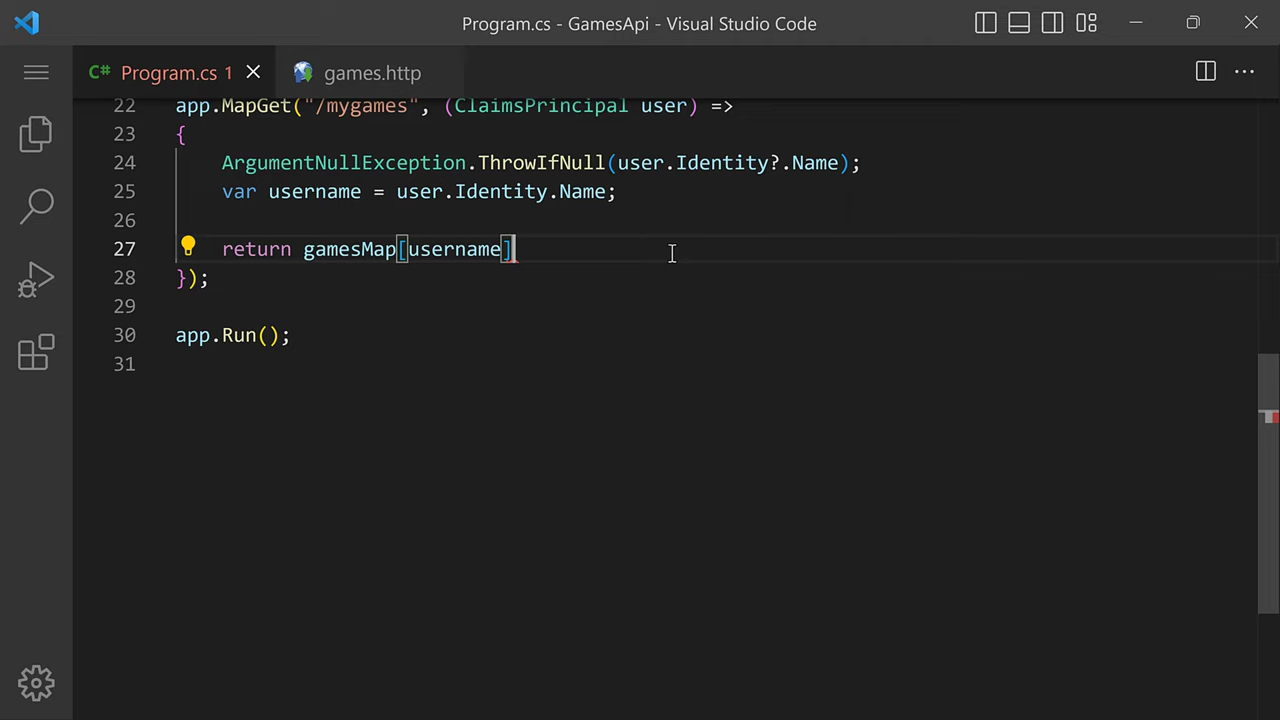 Program.cs - GamesApi - Visual Studio Code
C# Program.cs 1
games.http
22 app.MapGet("/mygames", (ClaimsPrincipal user) =>
23 {
24 ArgumentNullException.ThrowIfNull(user.Identity?.Name);
25 var username = user.Identity.Name;
26
27 return gamesMap[username]
28 });
29
30 app.Run();
31